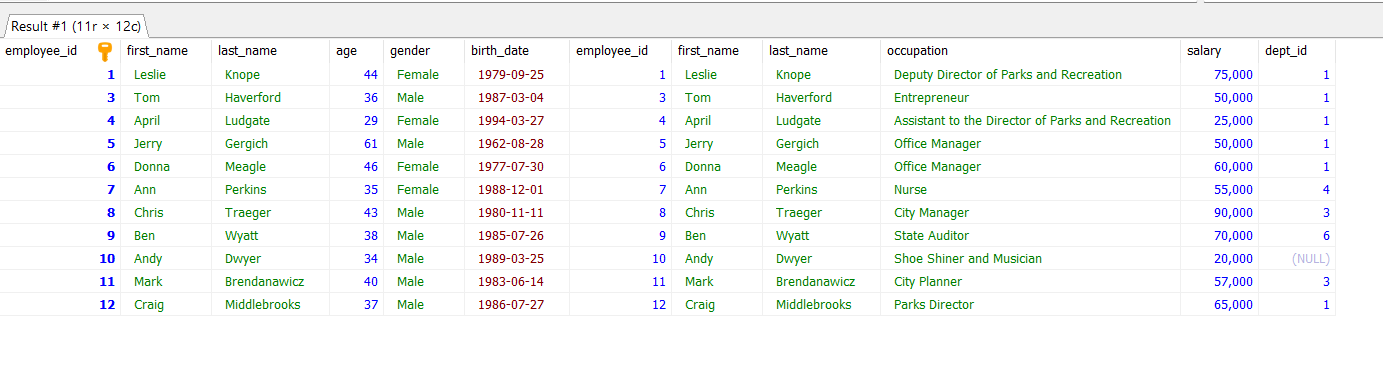 Result #1 (11r × 12c)
employee_id first_name last_name age gender birth_date employee_id first_name last_name occupation salary dept_id
1 Leslie Knope 44 Female 1979-09-25 1 Leslie Knope Deputy Director of Parks and Recreation 75,000 1
3 Tom Haverford 36 Male 1987-03-04 3 Tom Haverford Entrepreneur 50,000 1
4 April Ludgate 29 Female 1994-03-27 4 April Ludgate Assistant to the Director of Parks and Recreation 25,000 1
5 Jerry Gergich 61 Male 1962-08-28 5 Jerry Gergich Office Manager 50,000 1
6 Donna Meagle 46 Female 1977-07-30 6 Donna Meagle Office Manager 60,000 1
7 Ann Perkins 35 Female 1988-12-01 7 Ann Perkins Nurse 55,000 4
8 Chris Traeger 43 Male 1980-11-11 8 Chris Traeger City Manager 90,000 3
9 Ben Wyatt 38 Male 1985-07-26 9 Ben Wyatt State Auditor 70,000 6
10 Andy Dwyer 34 Male 1989-03-25 10 Andy Dwyer Shoe Shiner and Musician 20,000 (NULL)
11 Mark Brendanawicz 40 Male 1983-06-14 11 Mark Brendanawicz City Planner 57,000 3
12 Craig Middlebrooks 37 Male 1986-07-27 12 Craig Middlebrooks Parks Director 65,000 1